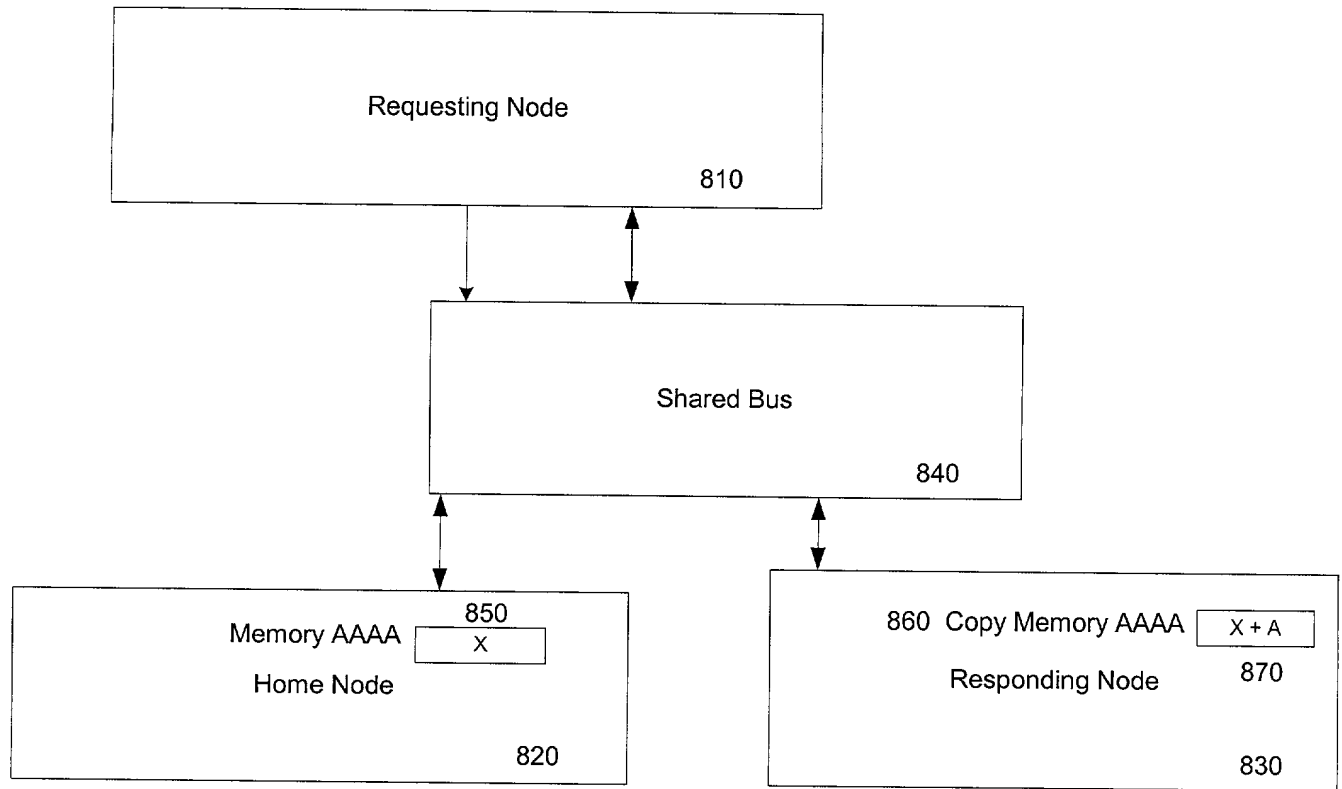 Requesting Node
810
Shared Bus
840
850
Memory AAAA X
Home Node
820
860 Copy Memory AAAA X + A
Responding Node 870
830